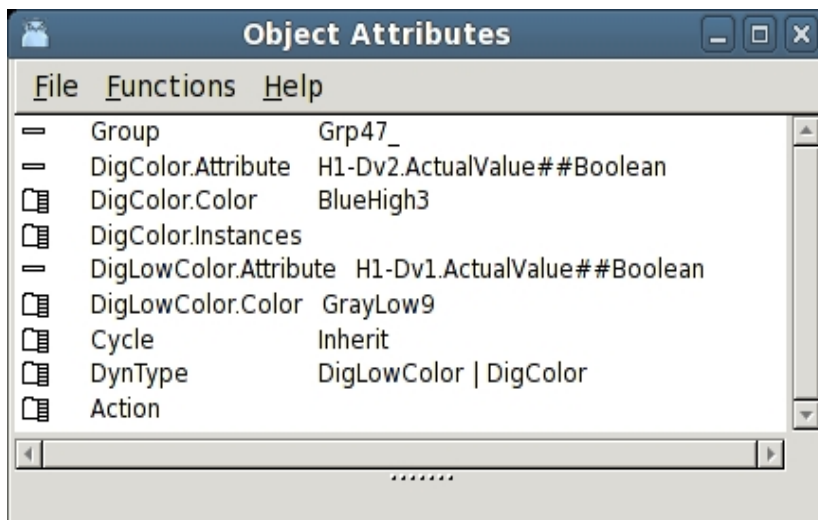 Object Attributes
File Functions Help
Group Grp47_
DigColor.Attribute H1-Dv2.ActualValue##Boolean
DigColor.Color BlueHigh3
DigColor.Instances
DigLowColor.Attribute H1-Dv1.ActualValue##Boolean
DigLowColor.Color GrayLow9
Cycle Inherit
DynType DigLowColor | DigColor
Action